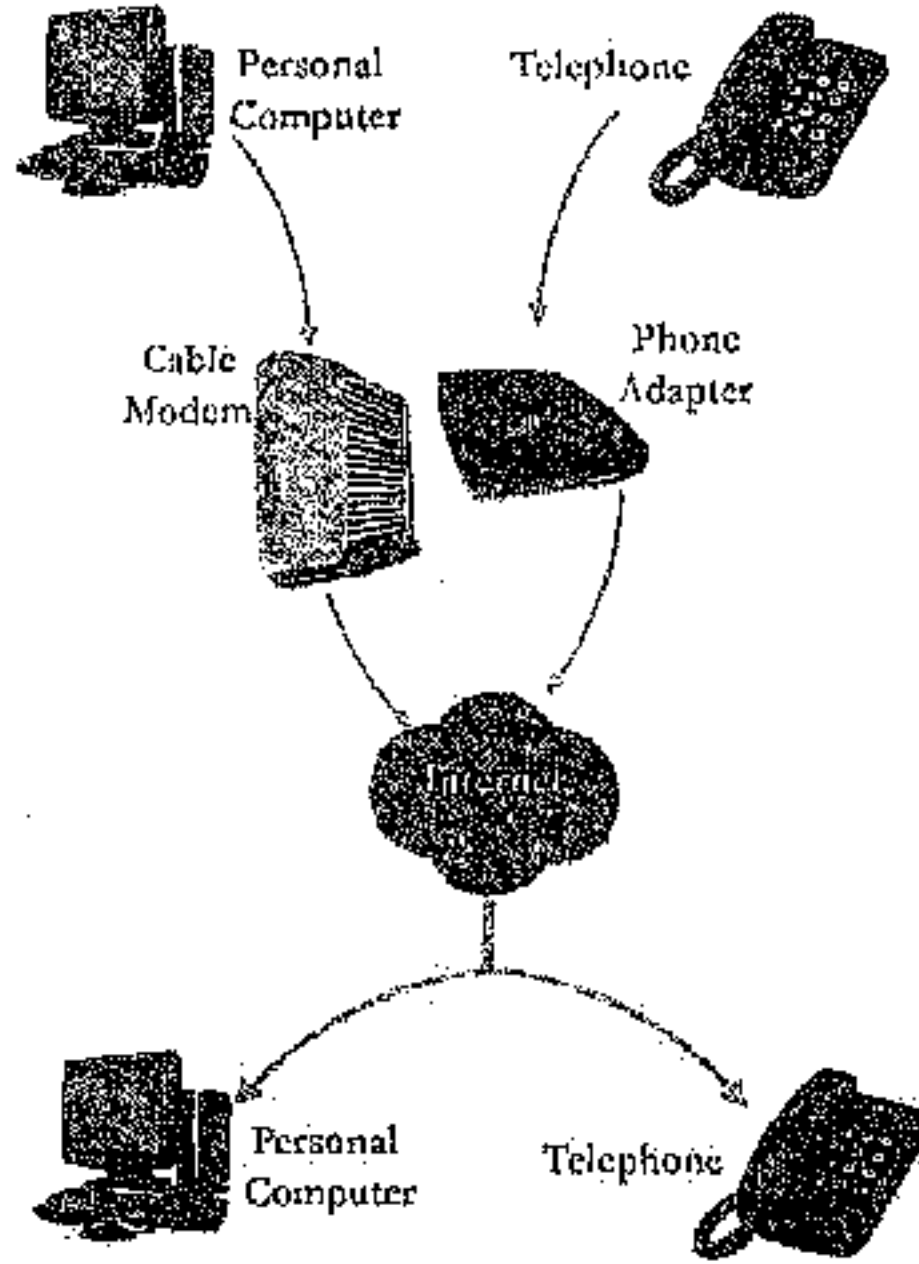 Personal
Computer
Telephone
Cable
Modem
Phone
Adapter
Internet
Personal
Computer
Telephone